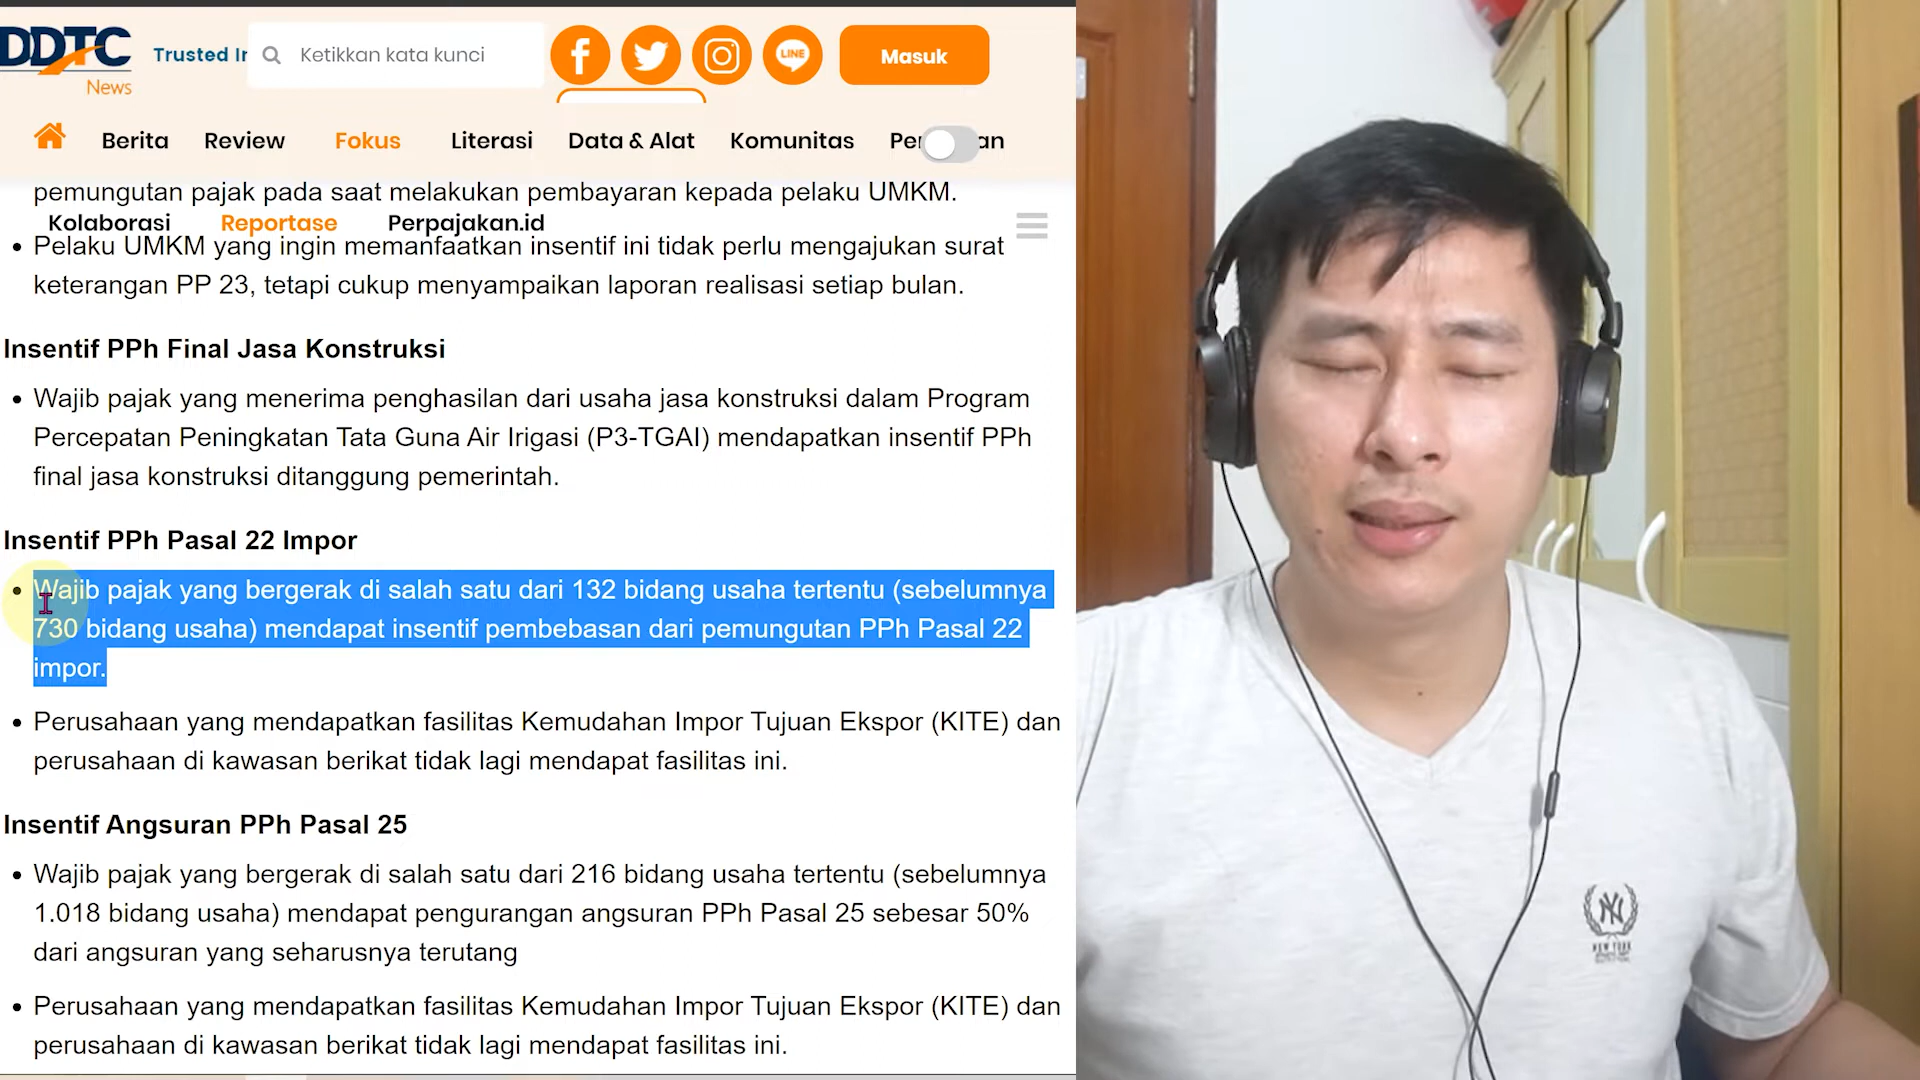 DDTC
News
Trusted In
Ketikkan kata kunci
LINE
Masuk
Berita
Review
Fokus
Literasi
Data & Alat
Komunitas
pemungutan pajak pada saat melakukan pembayaran kepada pelaku UMKM.
Kolaborasi
Reportase
Perpajakan.id
• Pelaku UMKM yang ingin memanfaatkan insentif ini tidak perlu mengajukan surat
keterangan PP 23, tetapi cukup menyampaikan laporan realisasi setiap bulan.
Insentif PPh Final Jasa Konstruksi
• Wajib pajak yang menerima penghasilan dari usaha jasa konstruksi dalam Program
Percepatan Peningkatan Tata Guna Air Irigasi (P3-TGAI) mendapatkan insentif PPh
final jasa konstruksi ditanggung pemerintah.
Insentif PPh Pasal 22 Impor
• Wajib pajak yang bergerak di salah satu dari 132 bidang usaha tertentu (sebelumnya
730 bidang usaha) mendapat insentif pembebasan dari pemungutan PPh Pasal 22
impor.
• Perusahaan yang mendapatkan fasilitas Kemudahan Impor Tujuan Ekspor (KITE) dan
perusahaan di kawasan berikat tidak lagi mendapat fasilitas ini.
Insentif Angsuran PPh Pasal 25
• Wajib pajak yang bergerak di salah satu dari 216 bidang usaha tertentu (sebelumnya
1.018 bidang usaha) mendapat pengurangan angsuran PPh Pasal 25 sebesar 50%
dari angsuran yang seharusnya terutang
• Perusahaan yang mendapatkan fasilitas Kemudahan Impor Tujuan Ekspor (KITE) dan
perusahaan di kawasan berikat tidak lagi mendapat fasilitas ini.
NY
NEW YORK